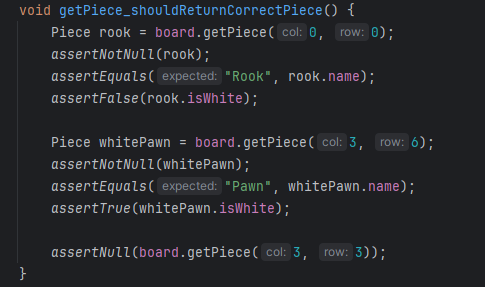 void getPiece_shouldReturnCorrectPiece() {
Piece rook = board.getPiece( col: 0, row: 0);
assertNotNull(rook);
assertEquals( expected: "Rook", rook.name);
assertFalse(rook.isWhite);
Piece whitePawn = board.getPiece( col: 3, row: 6);
assertNotNull(whitePawn);
assertEquals( expected: "Pawn", whitePawn.name);
assertTrue(whitePawn.isWhite);
assertNull(board.getPiece( col: 3, row: 3));
}